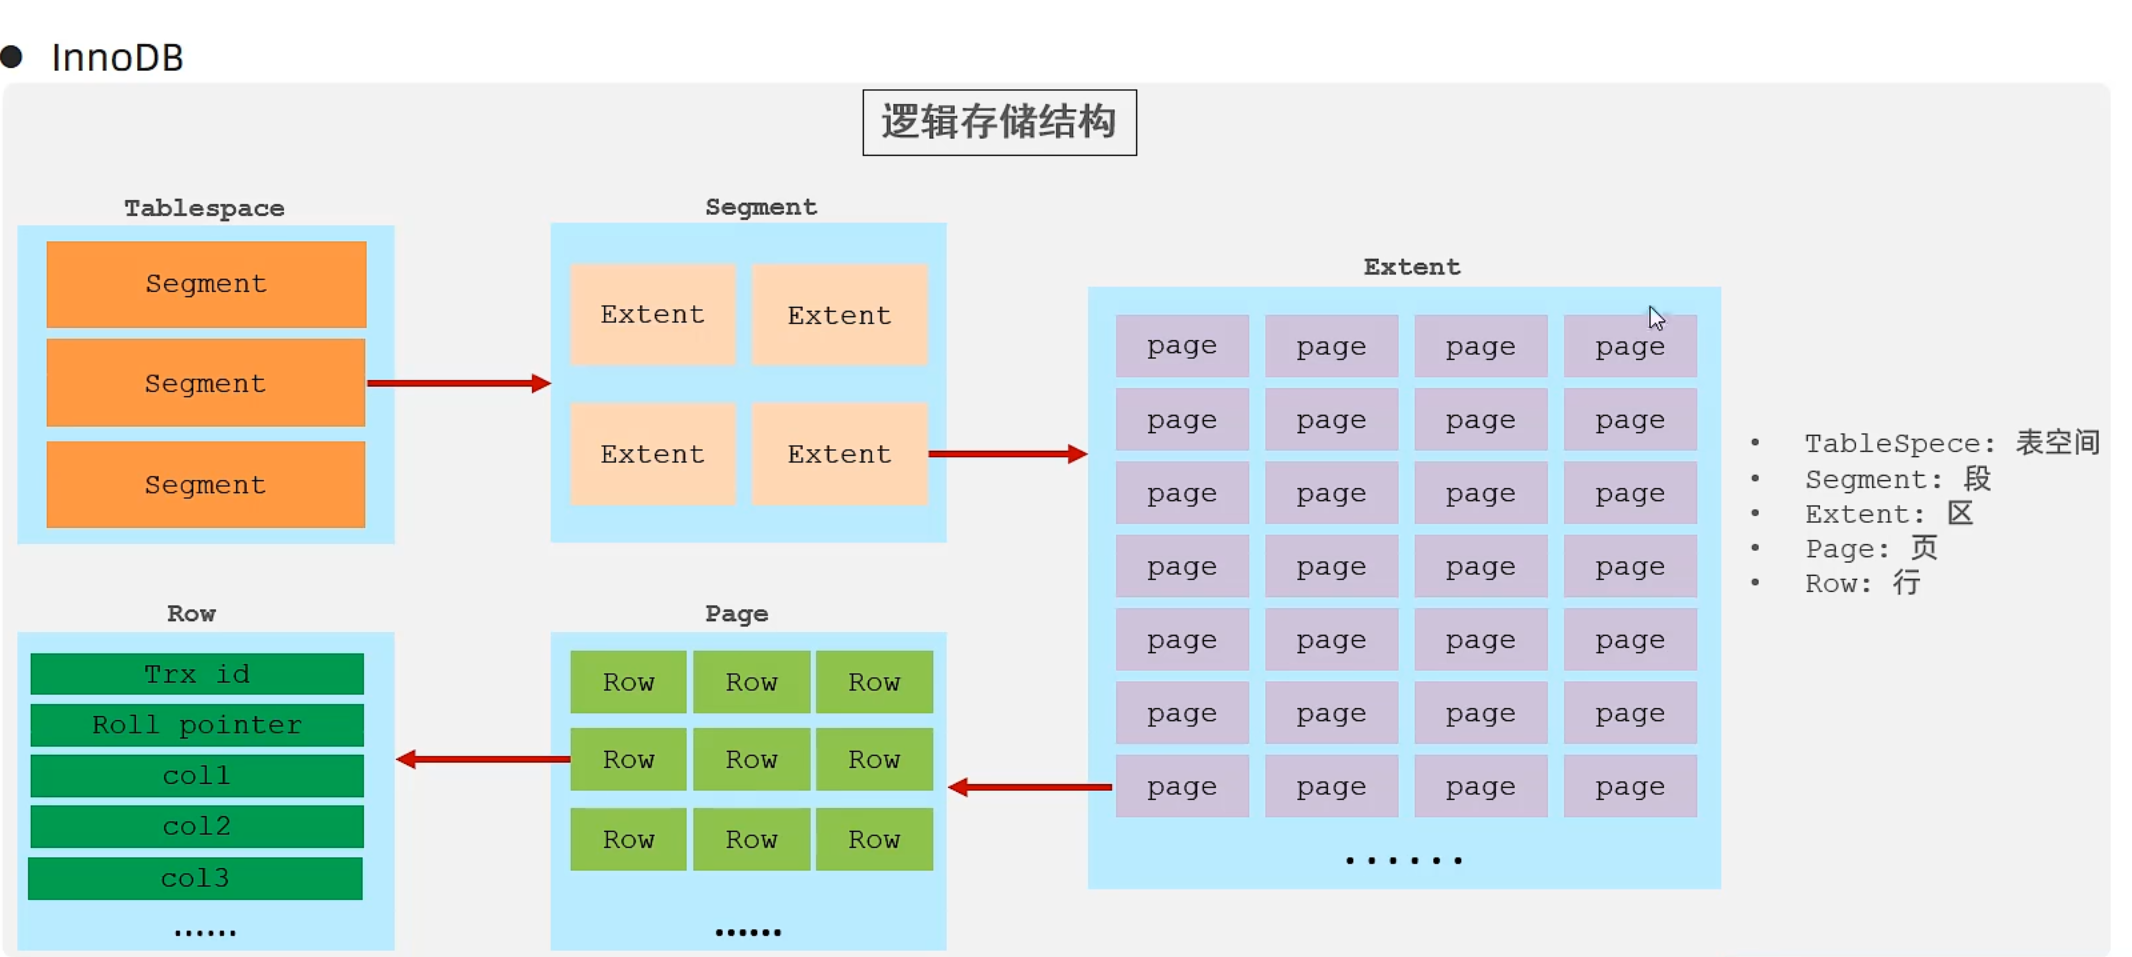 ● InnoDB
逻辑存储结构
Tablespace
Segment
Segment
Segment
Segment
Extent Extent
Extent Extent
Extent
page page page page
page page page page
page page page page
page page page page
page page page page
page page page page
page page page page
......
• TableSpece: 表空间
• Segment: 段
• Extent: 区
• Page: 页
• Row: 行
Row
Trx id
Roll pointer
col1
col2
col3
......
Page
Row Row Row
Row Row Row
Row Row Row
......